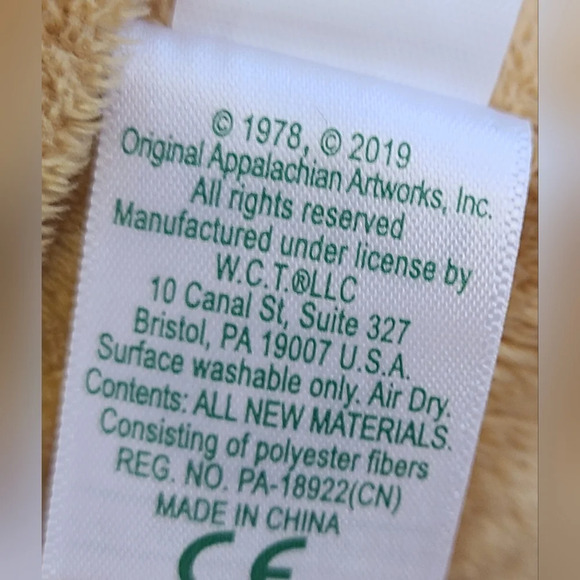 © 1978, © 2019
Original Appalachian Artworks, Inc.
All rights reserved
Manufactured under license by
W.C.T.®LLC
10 Canal St, Suite 327
Bristol, PA 19007 U.S.A.
Surface washable only. Air Dry.
Contents: ALL NEW MATERIALS.
Consisting of polyester fibers
REG. NO. PA-18922(CN)
MADE IN CHINA
CE